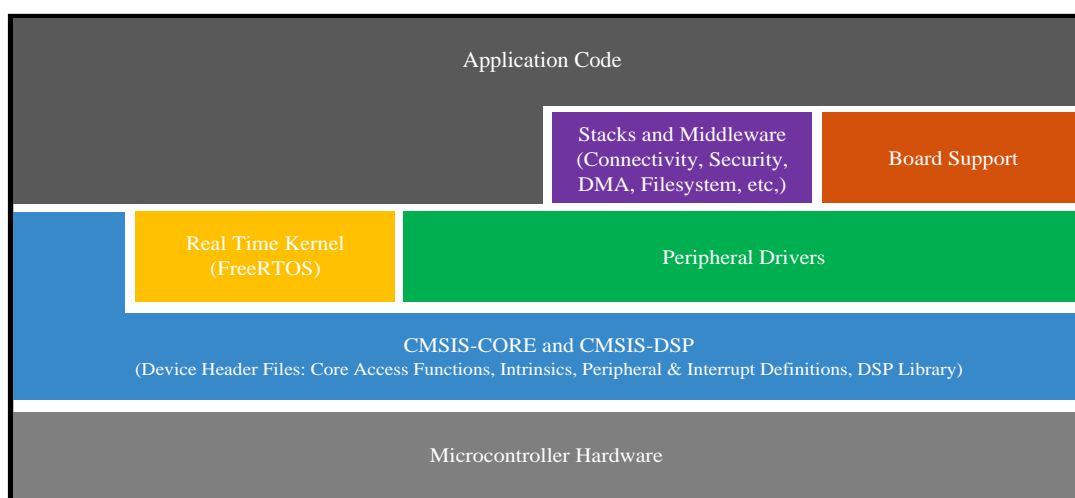 Application Code
Stacks and Middleware
(Connectivity, Security,
DMA, Filesystem, etc,)
Board Support
Real Time Kernel
(FreeRTOS)
Peripheral Drivers
CMSIS-CORE and CMSIS-DSP
(Device Header Files: Core Access Functions, Intrinsics, Peripheral & Interrupt Definitions, DSP Library)
Microcontroller Hardware